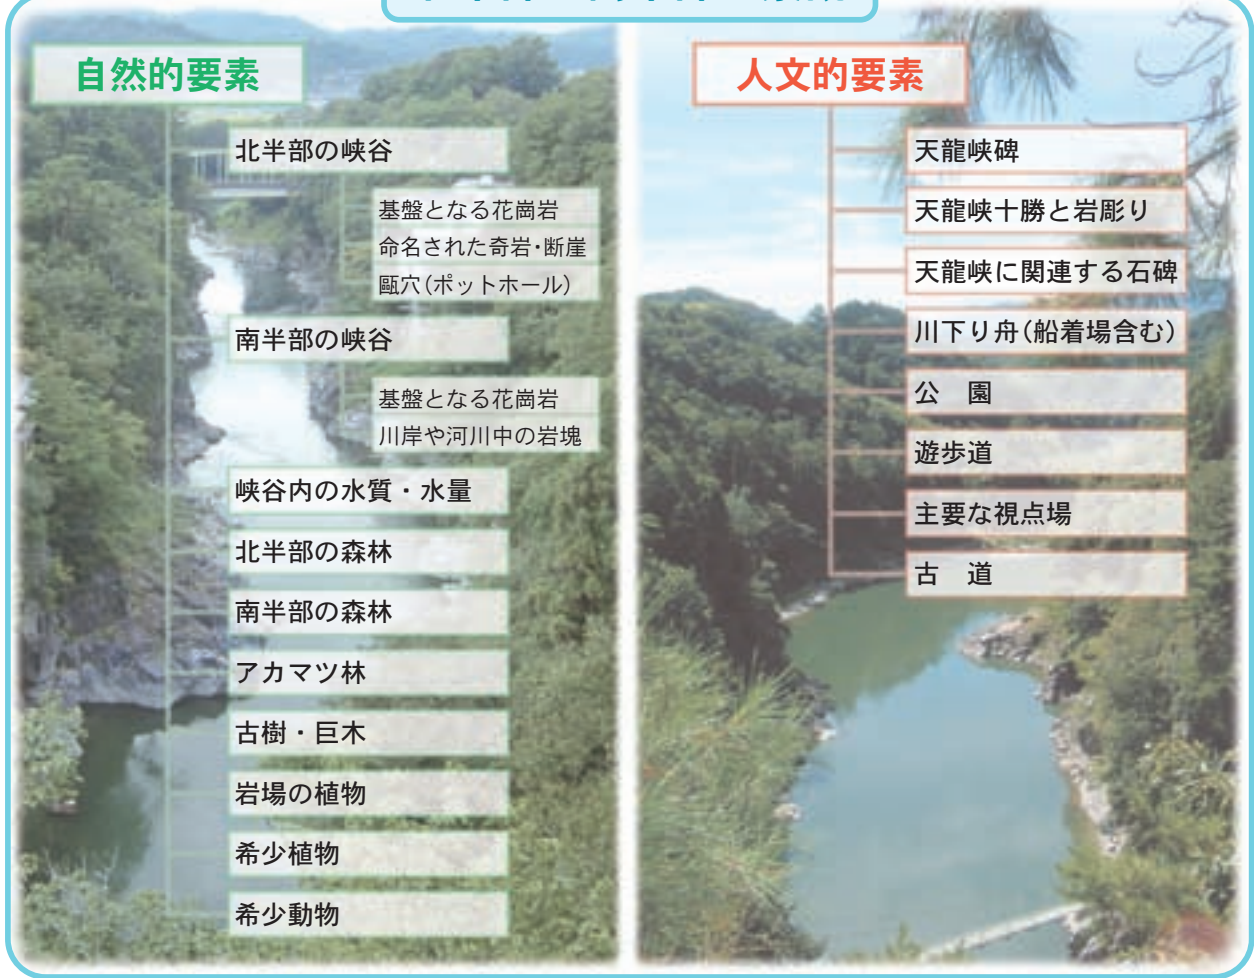 自然的要素
北半部の峡谷
基盤となる花崗岩
命名された奇岩・断崖
甌穴（ポットホール）
南半部の峡谷
基盤となる花崗岩
川岸や河川中の岩塊
峡谷内の水質・水量
北半部の森林
南半部の森林
アカマツ林
古樹・巨木
岩場の植物
希少植物
希少動物
人文的要素
天龍峡碑
天龍峡十勝と岩彫り
天龍峡に関連する石碑
川下り舟（船着場含む）
公　園
遊歩道
主要な視点場
古　道